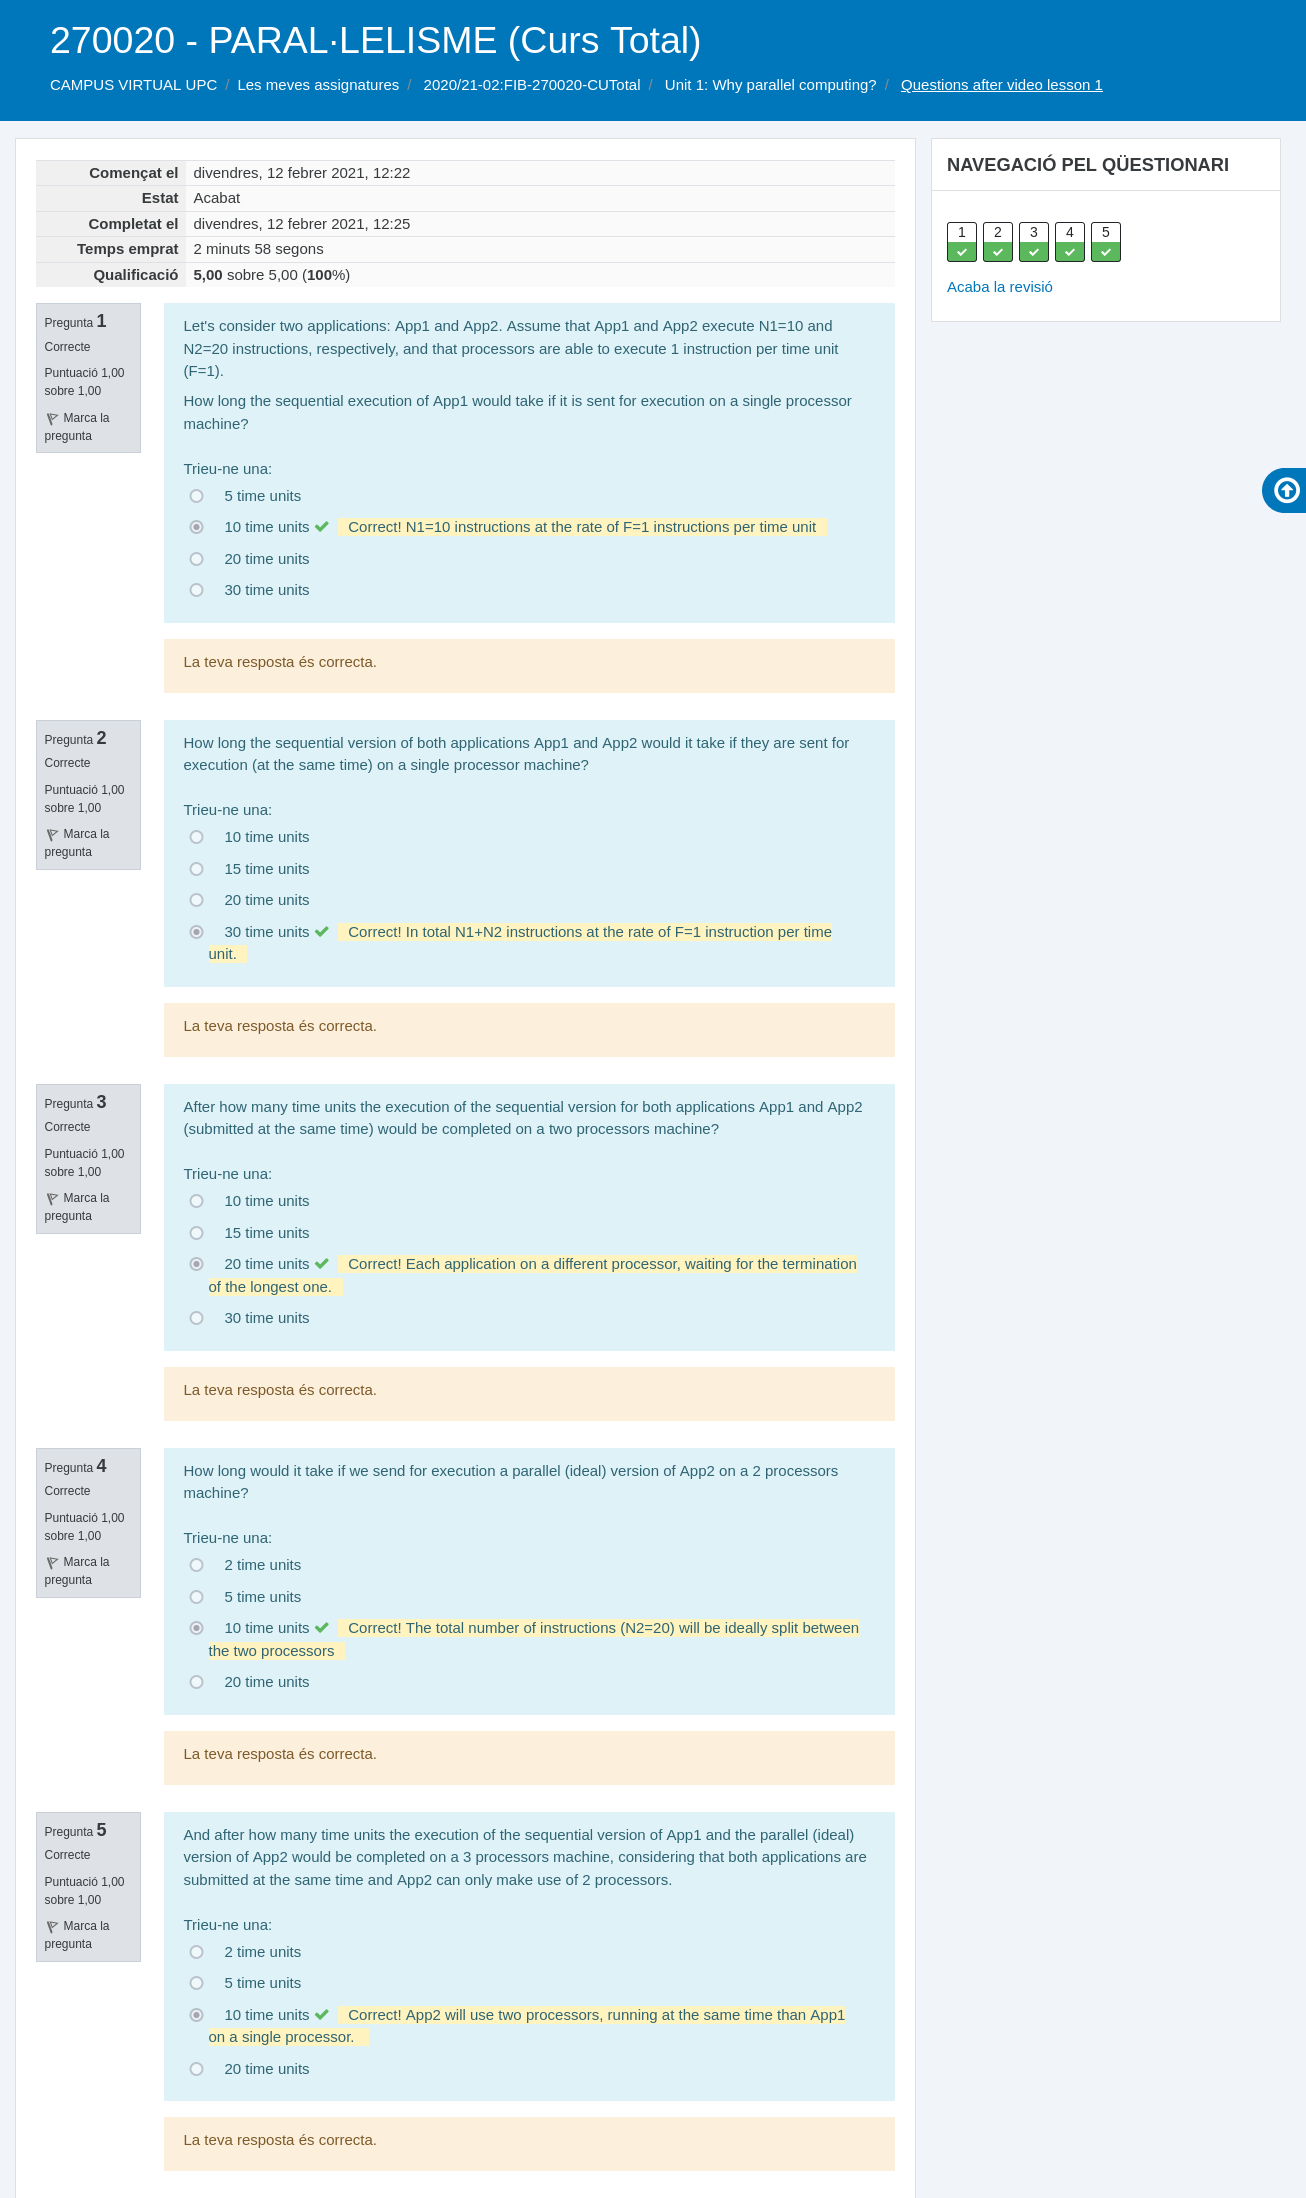 270020 - PARAL·LELISME (Curs Total)
CAMPUS VIRTUAL UPC / Les meves assignatures / 2020/21-02:FIB-270020-CUTotal / Unit 1: Why parallel computing? / Questions after video lesson 1
Començat el divendres, 12 febrer 2021, 12:22
Estat Acabat
Completat el divendres, 12 febrer 2021, 12:25
Temps emprat 2 minuts 58 segons
Qualificació 5,00 sobre 5,00 (100%)
NAVEGACIÓ PEL QÜESTIONARI
1 2 3 4 5
Acaba la revisió
Pregunta 1
Correcte
Puntuació 1,00
sobre 1,00
Marca la
pregunta
Let's consider two applications: App1 and App2. Assume that App1 and App2 execute N1=10 and
N2=20 instructions, respectively, and that processors are able to execute 1 instruction per time unit
(F=1).
How long the sequential execution of App1 would take if it is sent for execution on a single processor
machine?
Trieu-ne una:
5 time units
10 time units Correct! N1=10 instructions at the rate of F=1 instructions per time unit
20 time units
30 time units
La teva resposta és correcta.
Pregunta 2
Correcte
Puntuació 1,00
sobre 1,00
Marca la
pregunta
How long the sequential version of both applications App1 and App2 would it take if they are sent for
execution (at the same time) on a single processor machine?
Trieu-ne una:
10 time units
15 time units
20 time units
30 time units Correct! In total N1+N2 instructions at the rate of F=1 instruction per time
unit.
La teva resposta és correcta.
Pregunta 3
Correcte
Puntuació 1,00
sobre 1,00
Marca la
pregunta
After how many time units the execution of the sequential version for both applications App1 and App2
(submitted at the same time) would be completed on a two processors machine?
Trieu-ne una:
10 time units
15 time units
20 time units Correct! Each application on a different processor, waiting for the termination
of the longest one.
30 time units
La teva resposta és correcta.
Pregunta 4
Correcte
Puntuació 1,00
sobre 1,00
Marca la
pregunta
How long would it take if we send for execution a parallel (ideal) version of App2 on a 2 processors
machine?
Trieu-ne una:
2 time units
5 time units
10 time units Correct! The total number of instructions (N2=20) will be ideally split between
the two processors
20 time units
La teva resposta és correcta.
Pregunta 5
Correcte
Puntuació 1,00
sobre 1,00
Marca la
pregunta
And after how many time units the execution of the sequential version of App1 and the parallel (ideal)
version of App2 would be completed on a 3 processors machine, considering that both applications are
submitted at the same time and App2 can only make use of 2 processors.
Trieu-ne una:
2 time units
5 time units
10 time units Correct! App2 will use two processors, running at the same time than App1
on a single processor.
20 time units
La teva resposta és correcta.